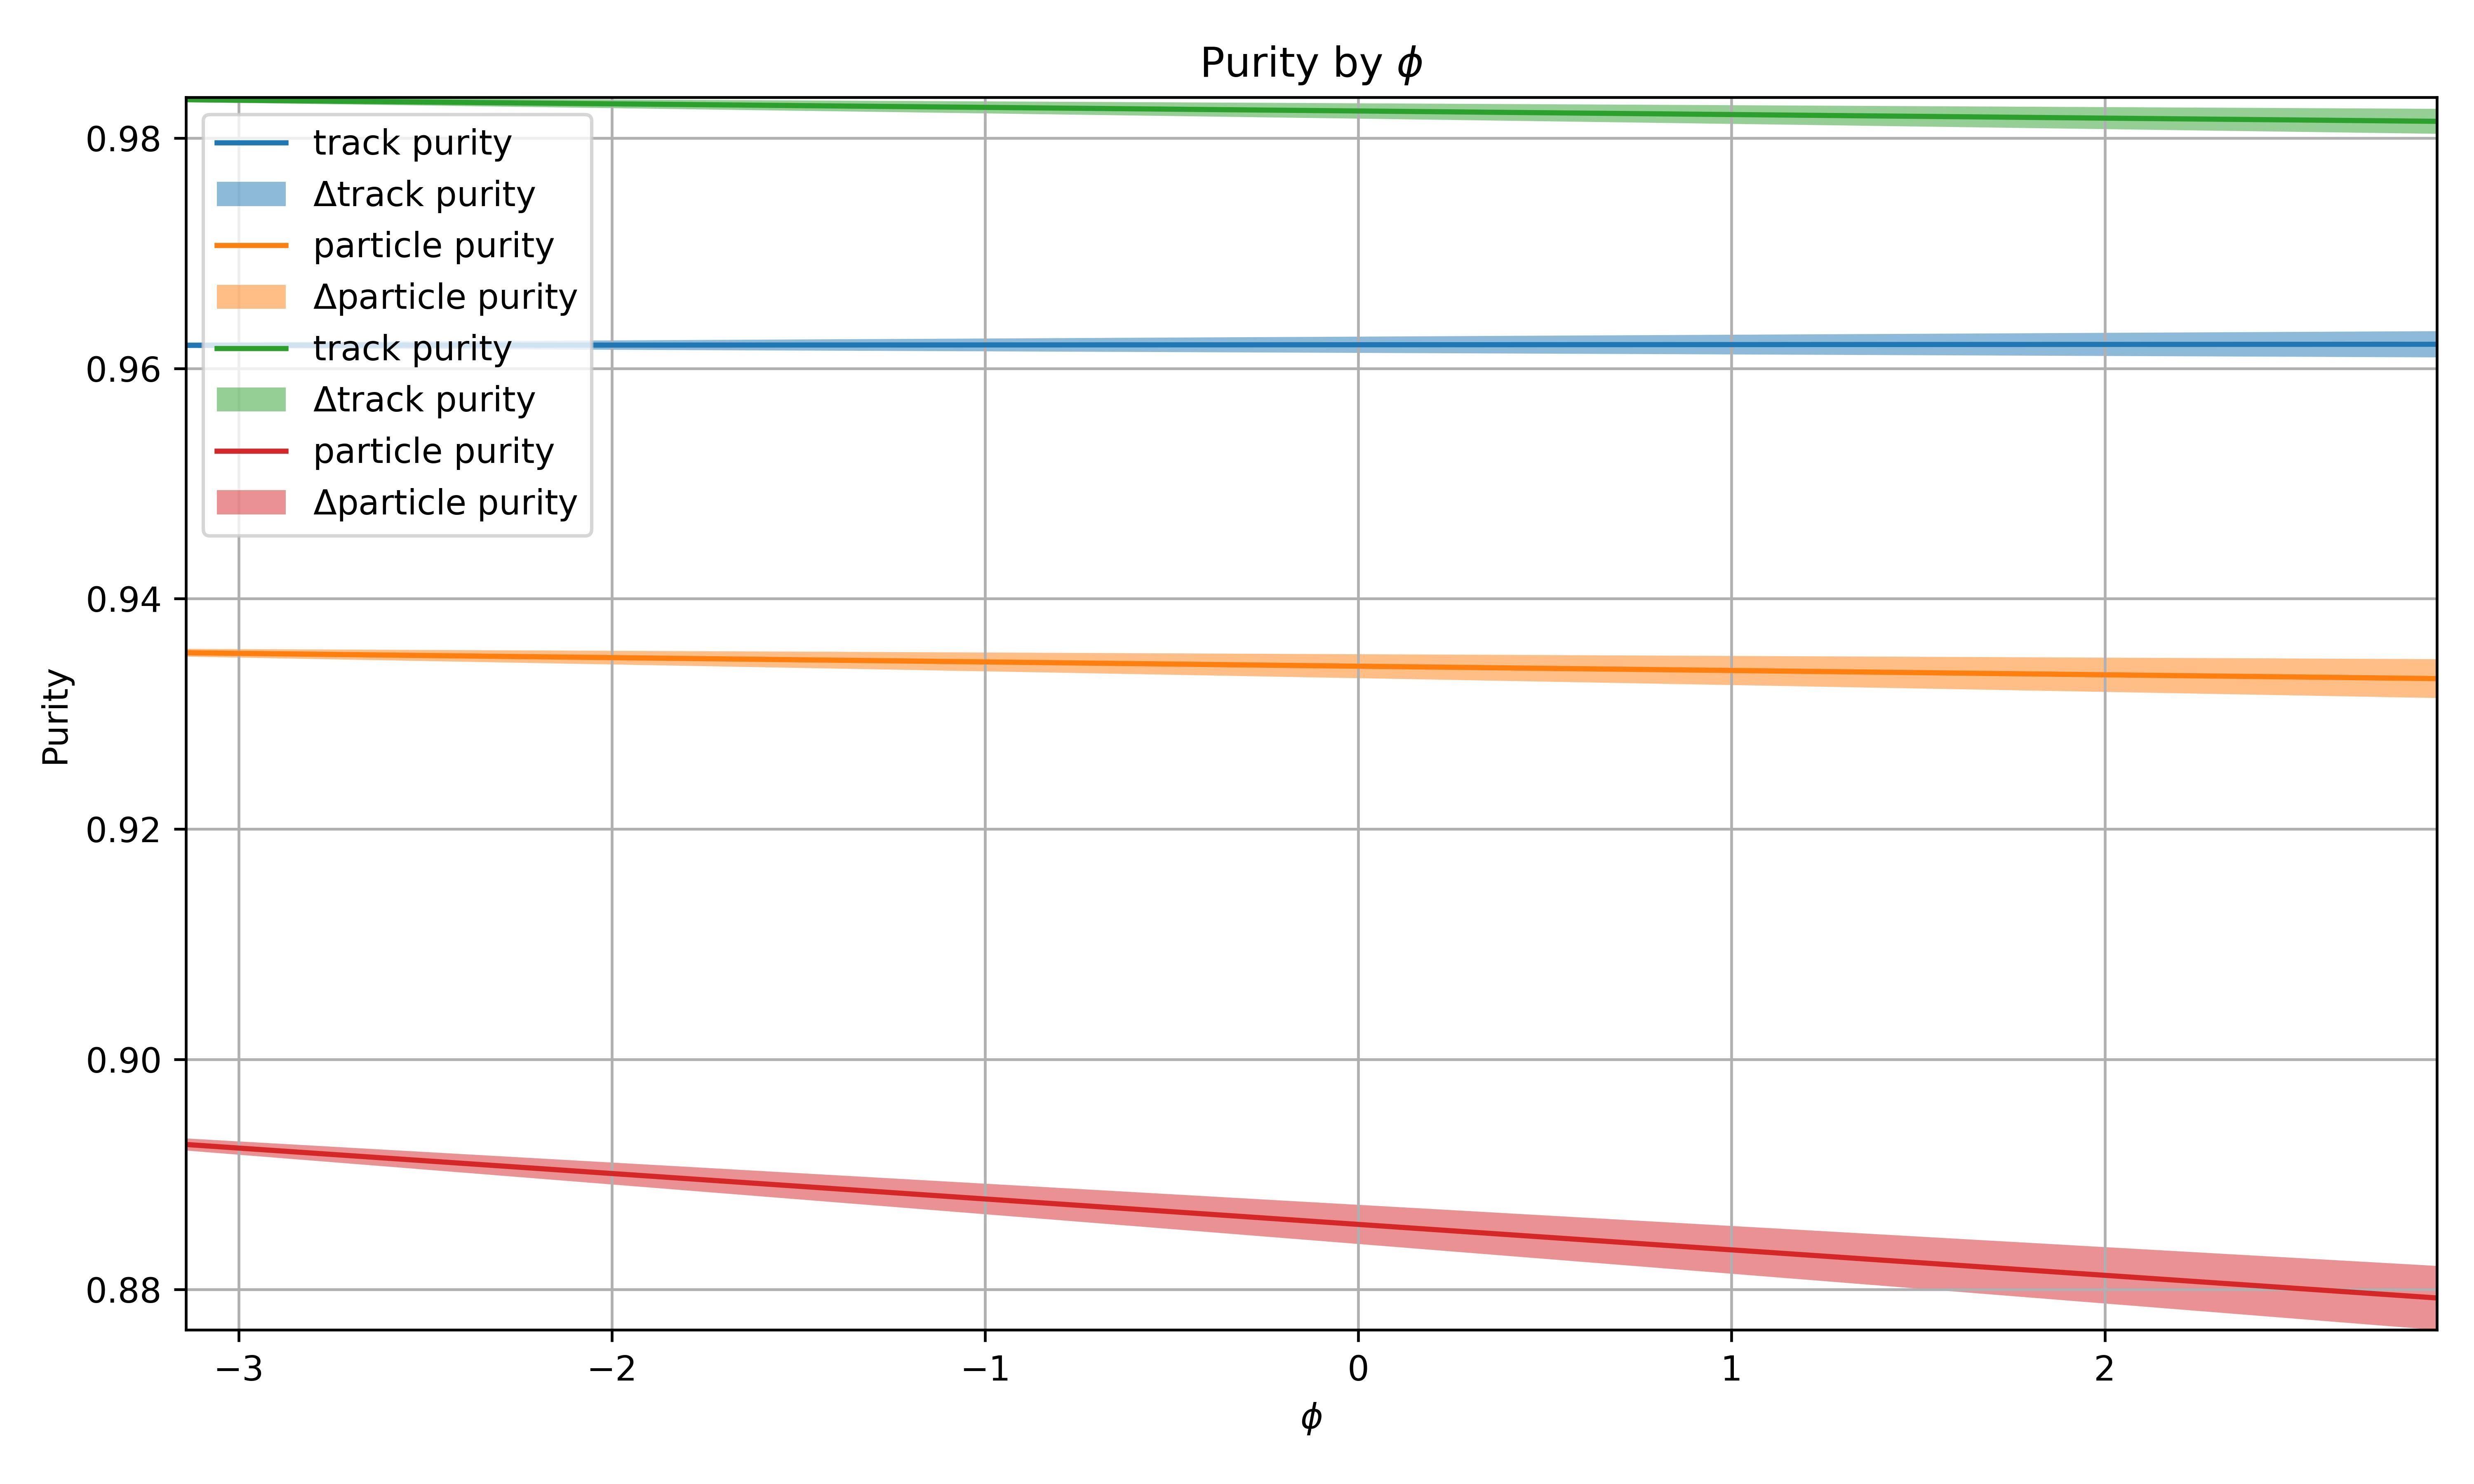 Purity by ϕ
0.98
0.96
0.94
0.92
0.90
0.88
Purity
track purity
Δtrack purity
particle purity
Δparticle purity
track purity
Δtrack purity
particle purity
Δparticle purity
−3 −2 −1 0 1 2
ϕ